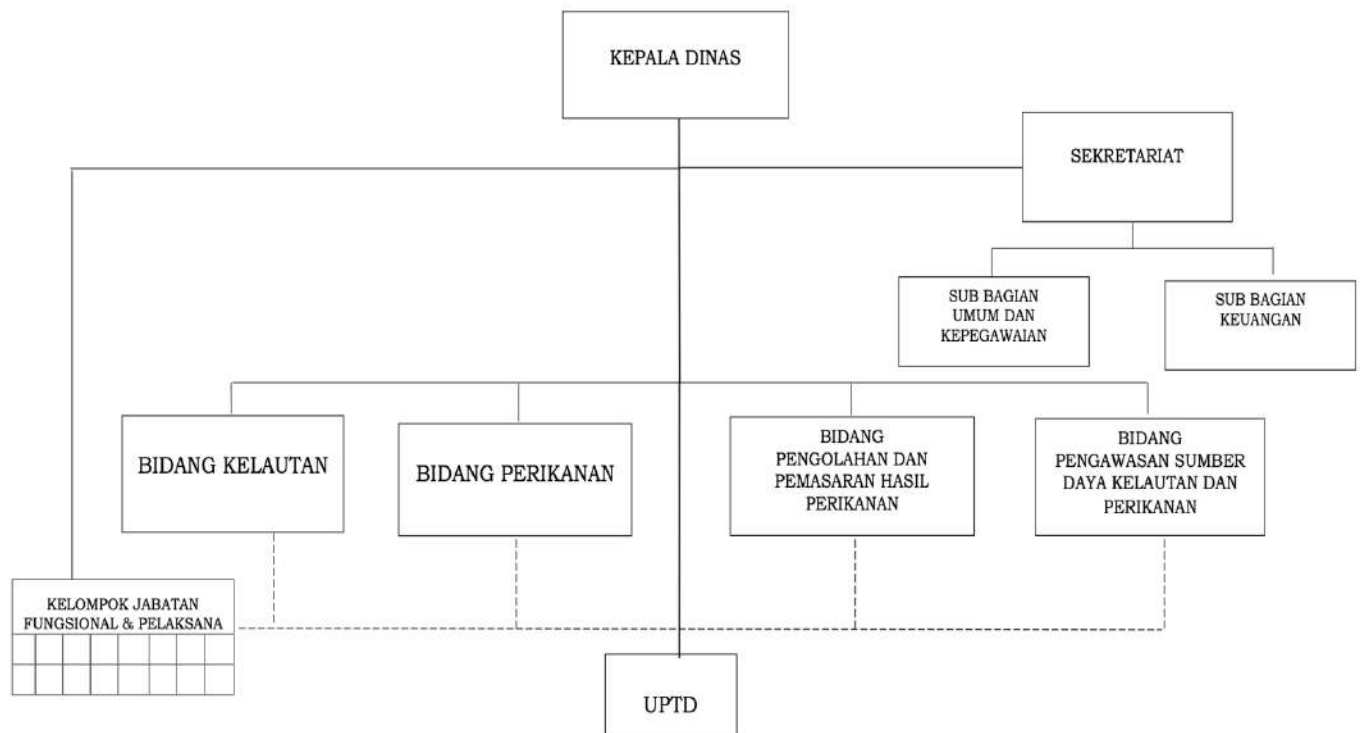 KEPALA DINAS
SEKRETARIAT
SUB BAGIAN
UMUM DAN
KEPEGAWAIAN
SUB BAGIAN
KEUANGAN
BIDANG KELAUTAN
BIDANG PERIKANAN
BIDANG
PENGOLAHAN DAN
PEMASARAN HASIL
PERIKANAN
BIDANG
PENGAWASAN SUMBER
DAYA KELAUTAN DAN
PERIKANAN
KELOMPOK JABATAN
FUNGSIONAL & PELAKSANA
UPTD